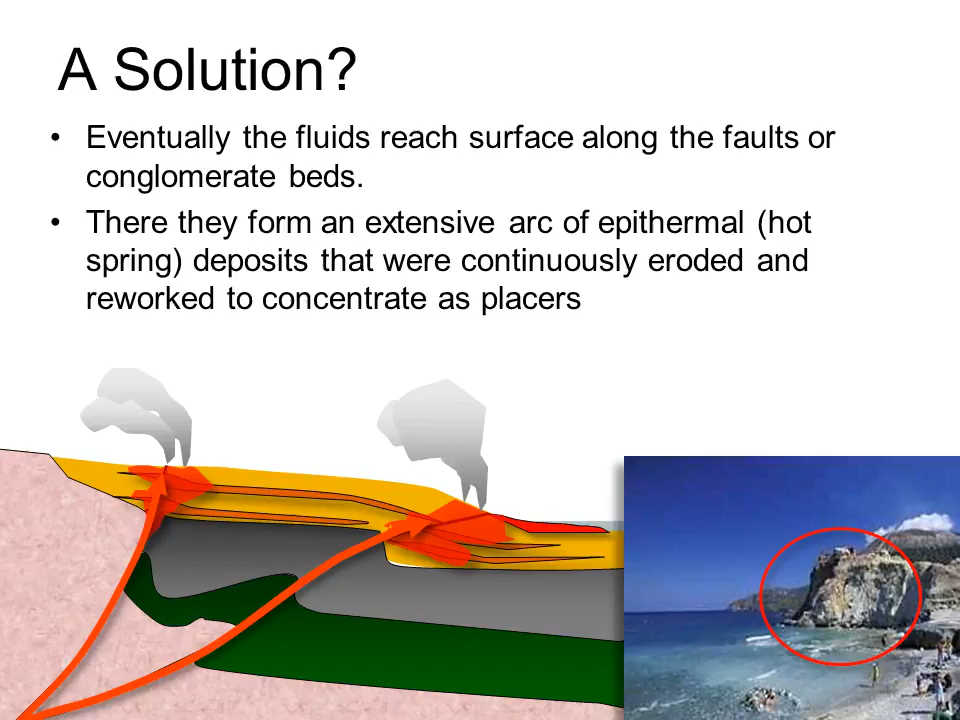 A Solution?
• Eventually the fluids reach surface along the faults or
conglomerate beds.
• There they form an extensive arc of epithermal (hot
spring) deposits that were continuously eroded and
reworked to concentrate as placers